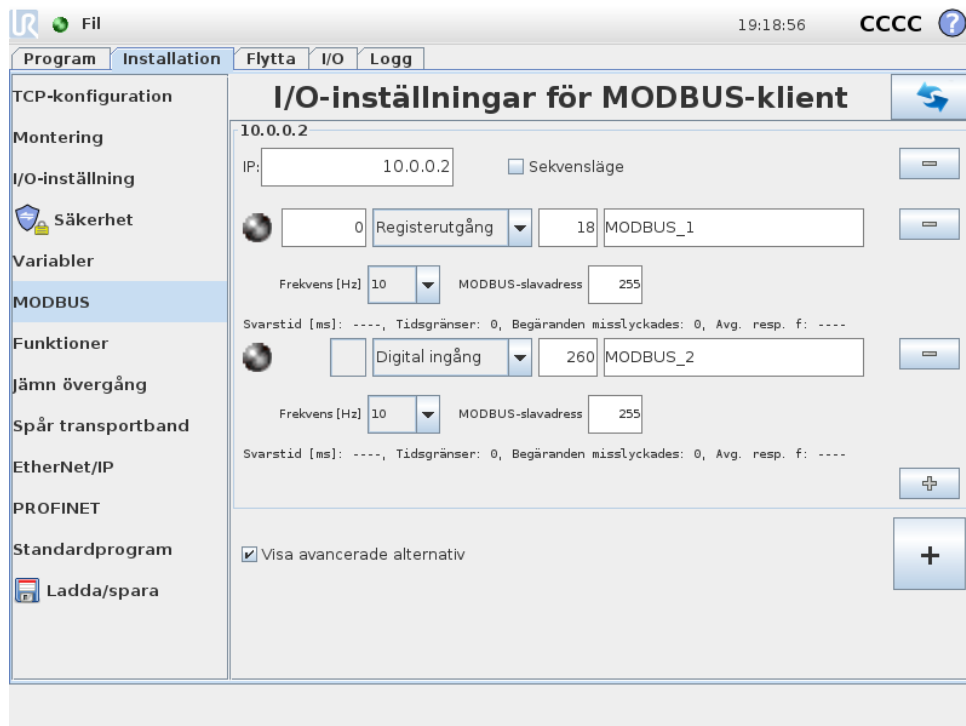 UR Fil 19:18:56 CCCC ?
Program Installation Flytta I/O Logg
TCP-konfiguration
Montering
I/O-inställning
Säkerhet
Variabler
MODBUS
Funktioner
Jämn övergång
Spår transportband
EtherNet/IP
PROFINET
Standardprogram
Ladda/spara
I/O-inställningar för MODBUS-klient
10.0.0.2
IP: 10.0.0.2 Sekvensläge
0 Registerutgång 18 MODBUS_1
Frekvens [Hz] 10 MODBUS-slavadress 255
Svarstid [ms]: ----, Tidsgränser: 0, Begäranden misslyckades: 0, Avg. resp. f: ----
Digital ingång 260 MODBUS_2
Frekvens [Hz] 10 MODBUS-slavadress 255
Svarstid [ms]: ----, Tidsgränser: 0, Begäranden misslyckades: 0, Avg. resp. f: ----
Visa avancerade alternativ